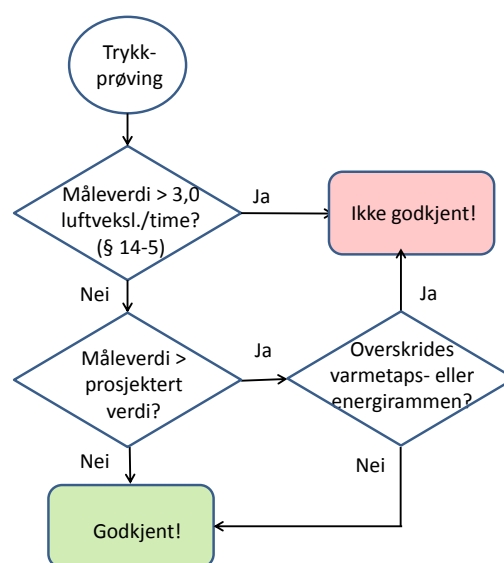 Trykk-
prøving
Måleverdi > 3,0
luftveksl./time?
(§ 14-5)
Ja
Ikke godkjent!
Nei
Ja
Måleverdi >
prosjektert
verdi?
Ja
Overskrides
varmetaps- eller
energirammen?
Nei
Nei
Godkjent!